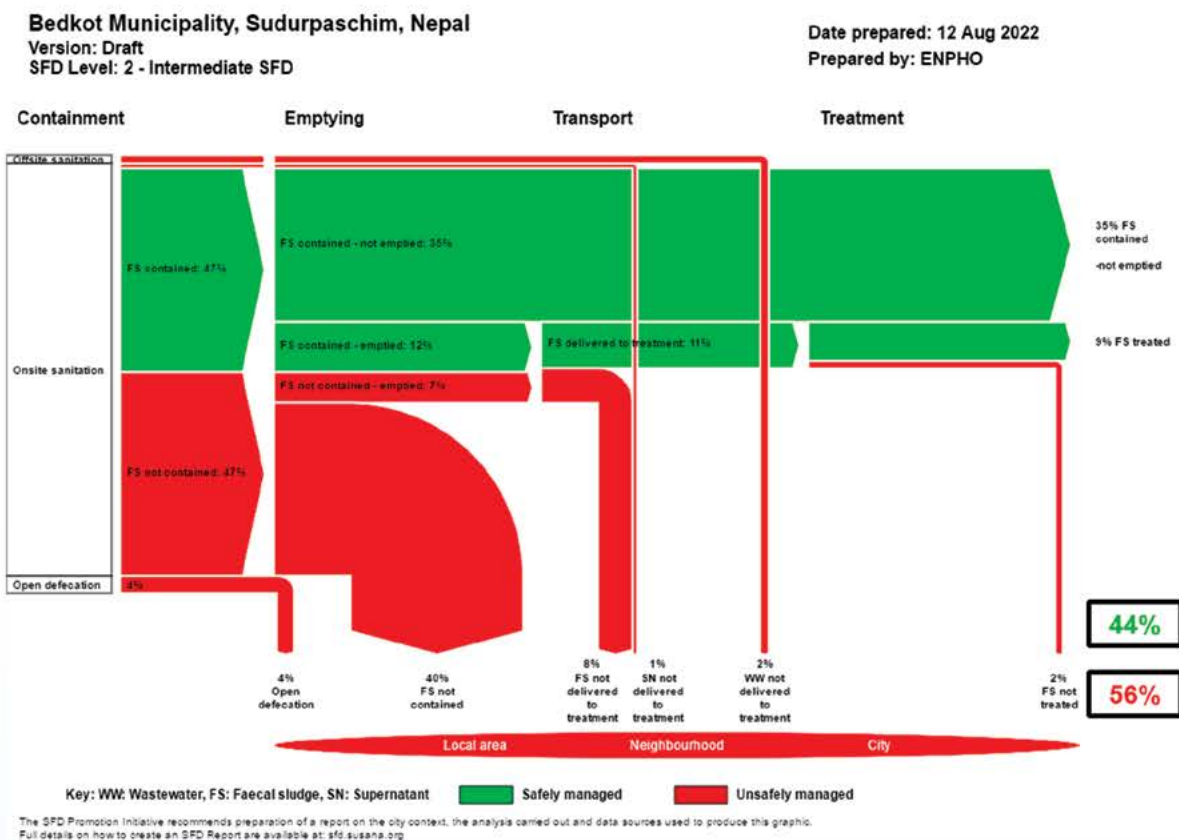 Bedkot Municipality, Sudurpaschim, Nepal
Version: Draft
SFD Level: 2 - Intermediate SFD
Date prepared: 12 Aug 2022
Prepared by: ENPHO
Containment
Emptying
Transport
Treatment
Offsite sanitation
FS contained - not emptied: 35%
35% FS
contained
-not emptied
FS contained: 47%
FS contained - emptied: 12%
FS delivered to treatment: 11%
9% FS treated
Onsite sanitation
FS not contained - emptied: 7%
FS not contained: 47%
Open defecation
4%
44%
56%
4%
Open
defecation
40%
FS not
contained
8%
FS not
delivered
to
treatment
1%
SN not
delivered
to
treatment
2%
WW not
delivered
to
treatment
2%
FS not
treated
Local area
Neighbourhood
City
Key: WW: Wastewater, FS: Faecal sludge, SN: Supernatant
Safely managed
Unsafely managed
The SFD Promotion Initiative recommends preparation of a report on the city context, the analysis carried out and data sources used to produce this graphic.
Full details on how to create an SFD Report are available at: sfd.susana.org